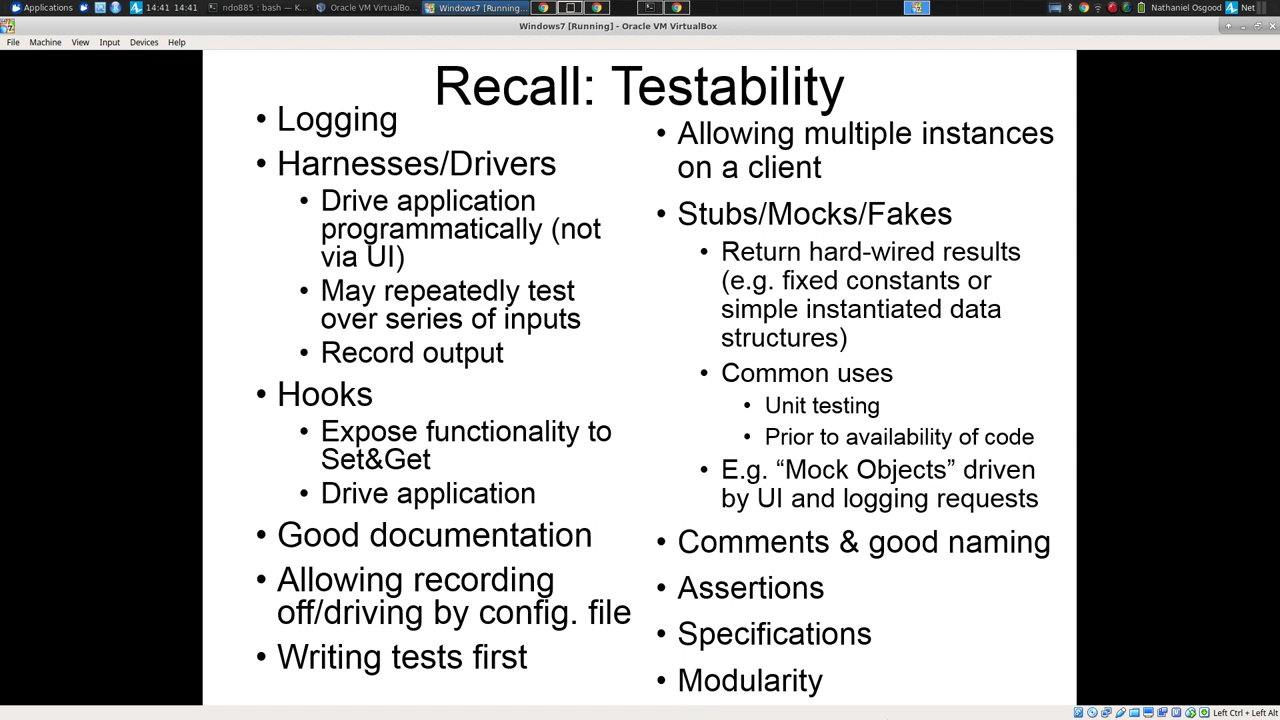 Applications
14:41 14:41
ndo885 : bash — K...
Oracle VM VirtualBo...
Windows7 [Running...
Nathaniel Osgood
Net
Windows7 [Running] - Oracle VM VirtualBox
File Machine View Input Devices Help
Recall: Testability
• Logging
• Harnesses/Drivers
• Drive application
programmatically (not
via UI)
• May repeatedly test
over series of inputs
• Record output
• Hooks
• Expose functionality to
Set&Get
• Drive application
• Good documentation
• Allowing recording
off/driving by config. file
• Writing tests first
• Allowing multiple instances
on a client
• Stubs/Mocks/Fakes
• Return hard-wired results
(e.g. fixed constants or
simple instantiated data
structures)
• Common uses
• Unit testing
• Prior to availability of code
• E.g. “Mock Objects” driven
by UI and logging requests
• Comments & good naming
• Assertions
• Specifications
• Modularity
Left Ctrl + Left Alt